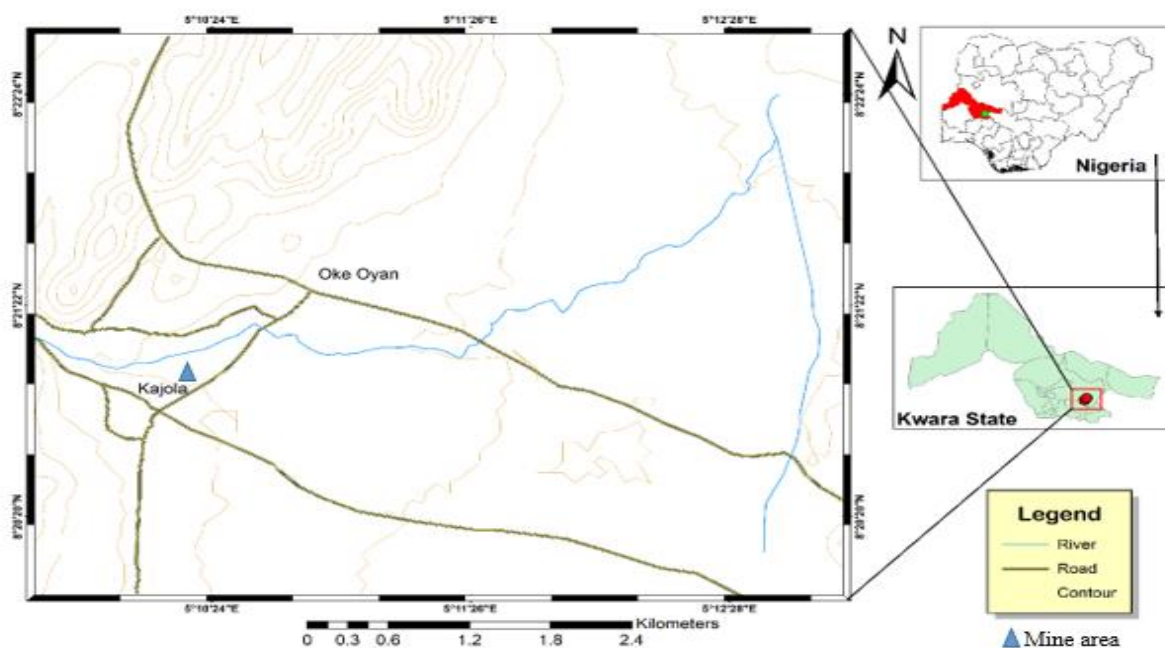 5°10'24"E 5°11'26"E 5°12'28"E
N
8°22'24"N 8°22'24"N
Nigeria
Oke Oyan
8°21'22"N 8°21'22"N
Kajola
Kwara State
8°20'20"N 8°20'20"N
Legend
River
Road
Contour
5°10'24"E 5°11'26"E 5°12'28"E
Kilometers
0 0.3 0.6 1.2 1.8 2.4
Mine area